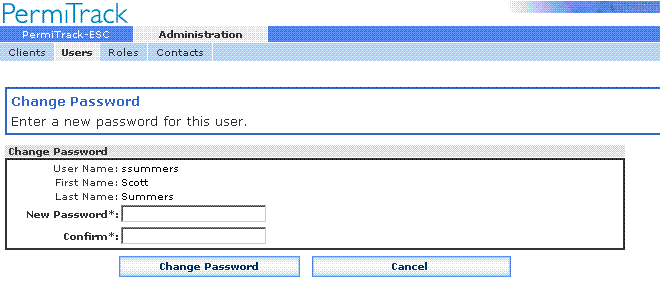 PermiTrack
PermiTrack-ESC Administration
Clients Users Roles Contacts
Change Password
Enter a new password for this user.
Change Password
User Name: ssummers
First Name: Scott
Last Name: Summers
New Password*:
Confirm*:
Change Password Cancel